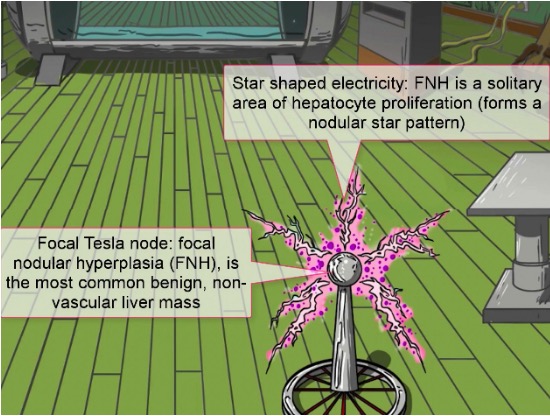 Star shaped electricity: FNH is a solitary
area of hepatocyte proliferation (forms a
nodular star pattern)
Focal Tesla node: focal
nodular hyperplasia (FNH), is
the most common benign, non-
vascular liver mass